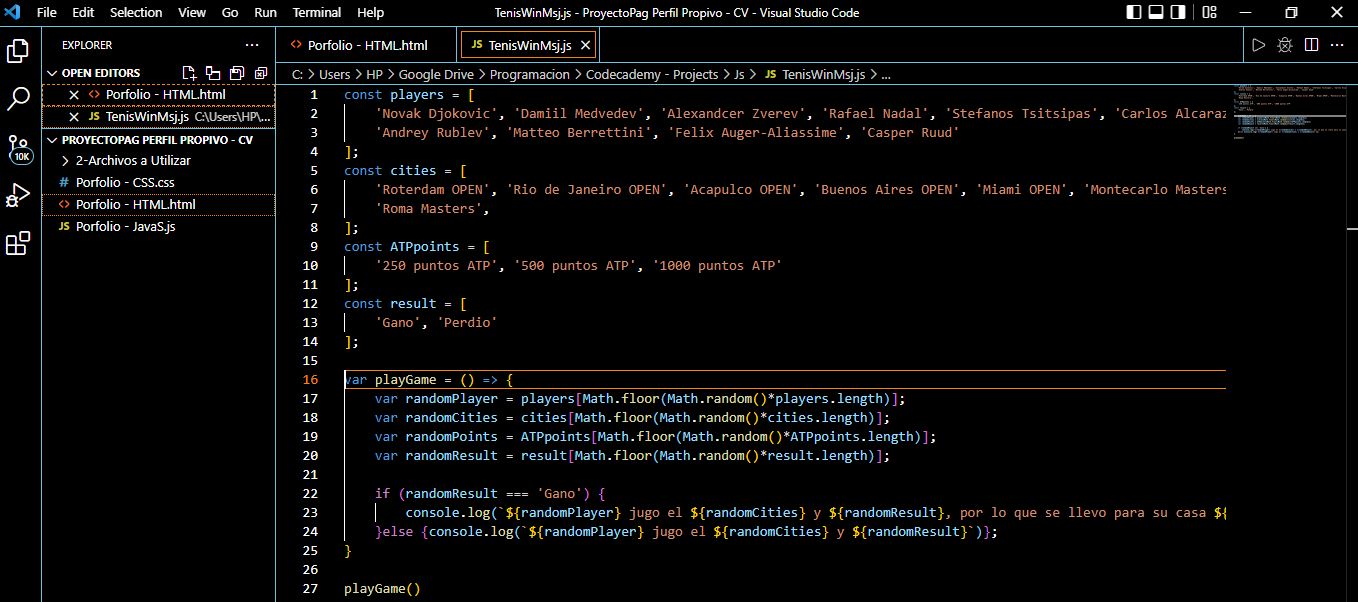 File Edit Selection View Go Run Terminal Help TenisWinMsj.js - ProyectoPag Perfil Propivo - CV - Visual Studio Code
EXPLORER ...
Porfolio - HTML.html JS TenisWinMsj.js
OPEN EDITORS
C: > Users > HP > Google Drive > Programacion > Codecademy - Projects > Js > JS TenisWinMsj.js > ...
Porfolio - HTML.html
JS TenisWinMsj.js C:\Users\HP\...
PROYECTOPAG PERFIL PROPIVO - CV
10K
2-Archivos a Utilizar
# Porfolio - CSS.css
Porfolio - HTML.html
JS Porfolio - JavaS.js
1 const players = [
2 'Novak Djokovic', 'Damiil Medvedev', 'Alexandcer Zverev', 'Rafael Nadal', 'Stefanos Tsitsipas', 'Carlos Alcaraz
3 'Andrey Rublev', 'Matteo Berrettini', 'Felix Auger-Aliassime', 'Casper Ruud'
4 ];
5 const cities = [
6 'Roterdam OPEN', 'Rio de Janeiro OPEN', 'Acapulco OPEN', 'Buenos Aires OPEN', 'Miami OPEN', 'Montecarlo Masters
7 'Roma Masters',
8 ];
9 const ATPpoints = [
10 '250 puntos ATP', '500 puntos ATP', '1000 puntos ATP'
11 ];
12 const result = [
13 'Gano', 'Perdio'
14 ];
15
16 var playGame = () => {
17 var randomPlayer = players[Math.floor(Math.random()*players.length)];
18 var randomCities = cities[Math.floor(Math.random()*cities.length)];
19 var randomPoints = ATPpoints[Math.floor(Math.random()*ATPpoints.length)];
20 var randomResult = result[Math.floor(Math.random()*result.length)];
21
22 if (randomResult === 'Gano') {
23 console.log(`${randomPlayer} jugo el ${randomCities} y ${randomResult}, por lo que se llevo para su casa ${
24 }else {console.log(`${randomPlayer} jugo el ${randomCities} y ${randomResult}`)};
25 }
26
27 playGame()